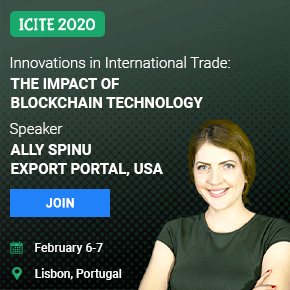 ICITE 2020
Innovations in International Trade:
THE IMPACT OF
BLOCKCHAIN TECHNOLOGY
Speaker
ALLY SPINU
EXPORT PORTAL, USA
JOIN
February 6-7
Lisbon, Portugal